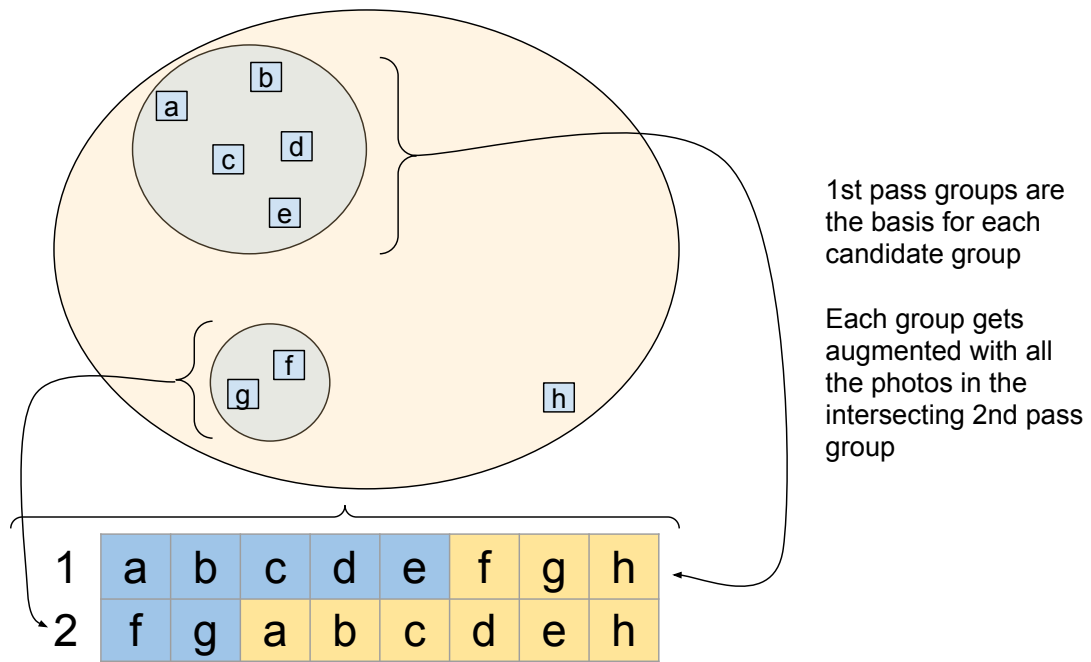 b
a
d
c
e
f
g
h
1st pass groups are
the basis for each
candidate group
Each group gets
augmented with all
the photos in the
intersecting 2nd pass
group
1 a b c d e f g h
2 f g a b c d e h